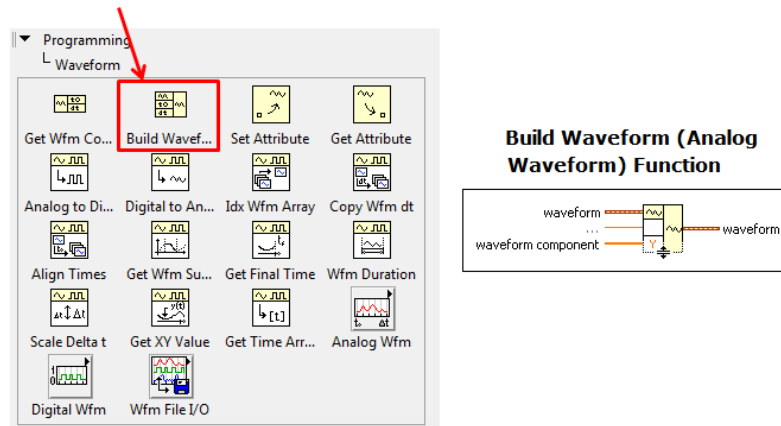 Programming
Waveform
Get Wfm Co...
Build Wavef...
Set Attribute
Get Attribute
Analog to Di...
Digital to An...
Idx Wfm Array
Copy Wfm dt
Align Times
Get Wfm Su...
Get Final Time
Wfm Duration
Scale Delta t
Get XY Value
Get Time Arr...
Analog Wfm
Digital Wfm
Wfm File I/O
Build Waveform (Analog
Waveform) Function
waveform
...
waveform component
Y
waveform